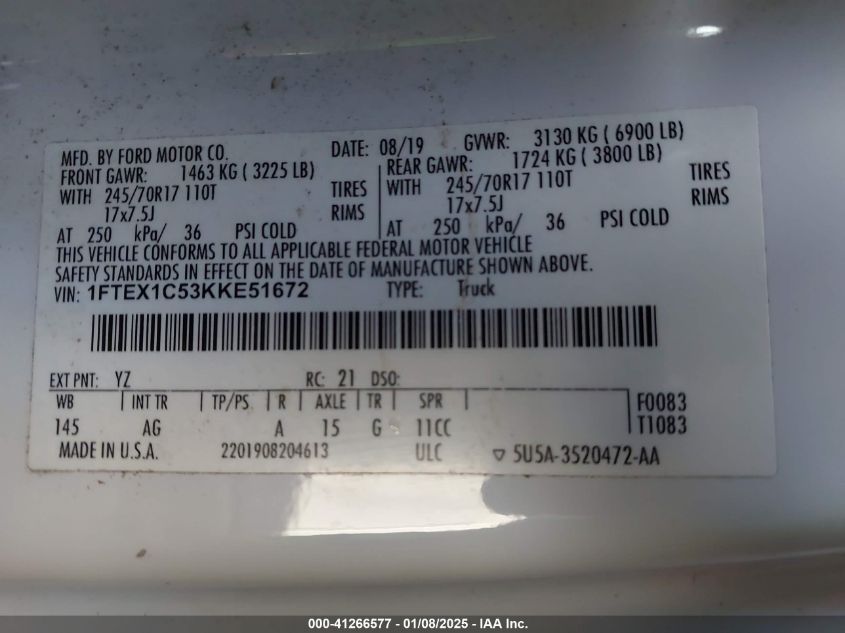 MFD. BY FORD MOTOR CO. DATE: 08/19 GVWR: 3130 KG ( 6900 LB)
FRONT GAWR: 1463 KG ( 3225 LB) REAR GAWR: 1724 KG ( 3800 LB)
WITH 245/70R17 110T TIRES WITH 245/70R17 110T TIRES
17x7.5J RIMS 17x7.5J RIMS
AT 250 kPa/ 36 PSI COLD AT 250 kPa/ 36 PSI COLD
THIS VEHICLE CONFORMS TO ALL APPLICABLE FEDERAL MOTOR VEHICLE
SAFETY STANDARDS IN EFFECT ON THE DATE OF MANUFACTURE SHOWN ABOVE.
VIN: 1FTEX1C53KKE51672 TYPE: Truck
EXT PNT: YZ RC: 21 DSO:
WB INT TR TP/PS R AXLE TR SPR F0083
145 AG A 15 G 11CC T1083
MADE IN U.S.A. 2201908204613 ULC ▽ 5U5A-3520472-AA
000-41266577 - 01/08/2025 - IAA Inc.